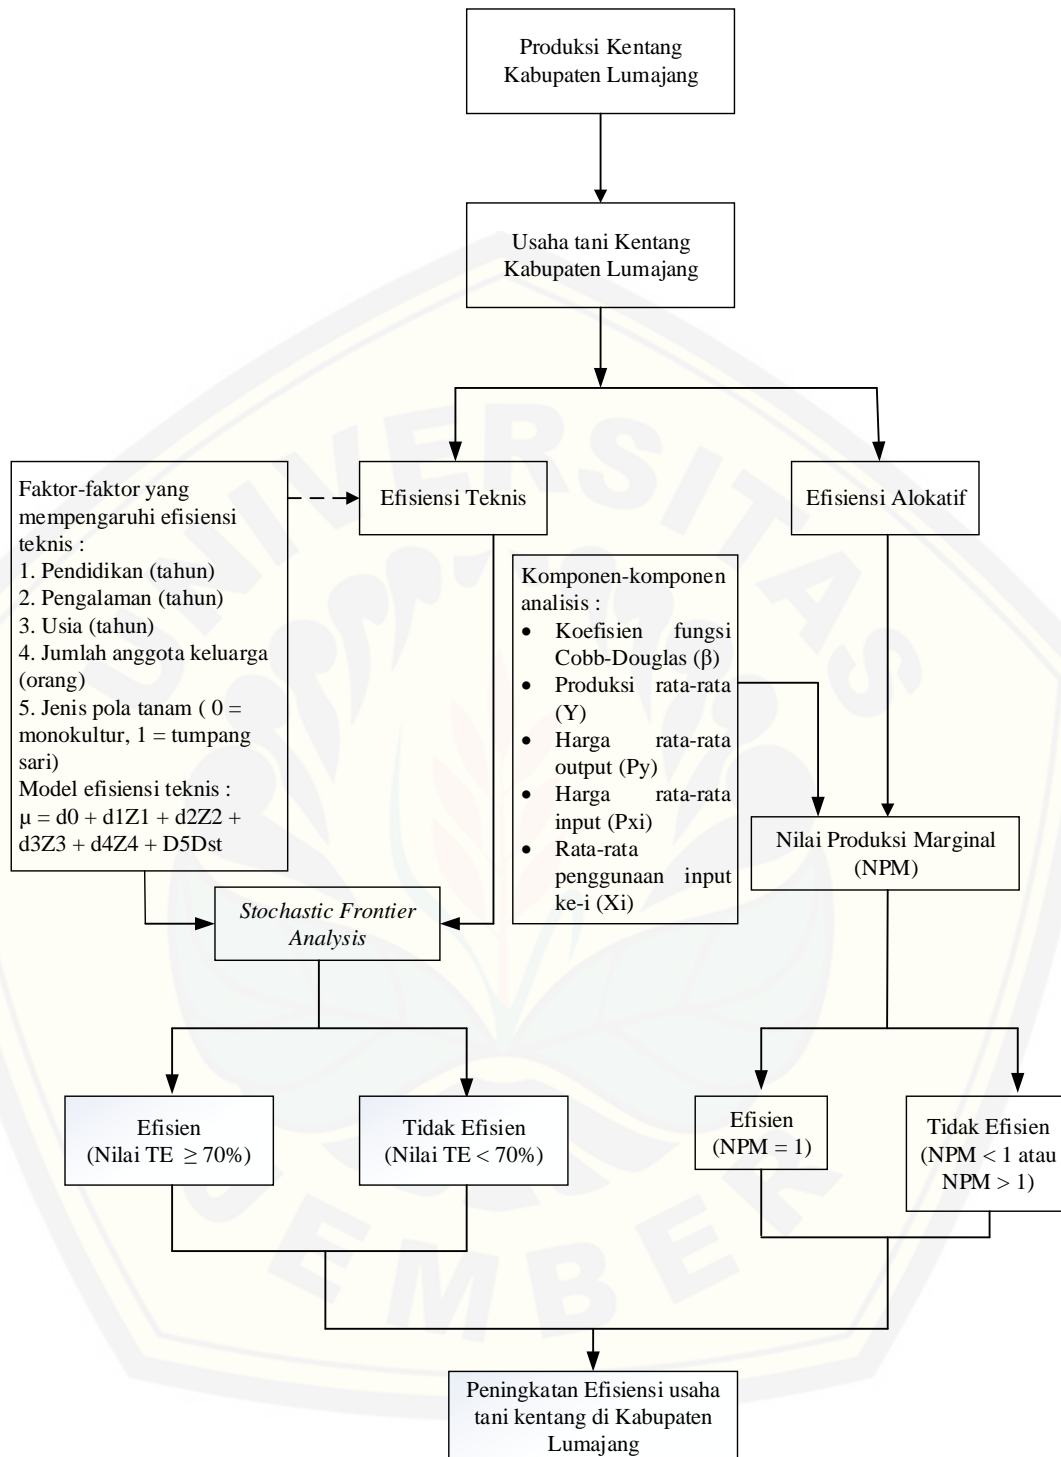 Produksi Kentang
Kabupaten Lumajang
Usaha tani Kentang
Kabupaten Lumajang
Efisiensi Teknis
Efisiensi Alokatif
Faktor-faktor yang
mempengaruhi efisiensi
teknis :
1. Pendidikan (tahun)
2. Pengalaman (tahun)
3. Usia (tahun)
4. Jumlah anggota keluarga
(orang)
5. Jenis pola tanam ( 0 =
monokultur, 1 = tumpang
sari)
Model efisiensi teknis :
μ = d0 + d1Z1 + d2Z2 +
d3Z3 + d4Z4 + D5Dst
Komponen-komponen
analisis :
• Koefisien fungsi
Cobb-Douglas (β)
• Produksi rata-rata
(Y)
• Harga rata-rata
output (Py)
• Harga rata-rata
input (Pxi)
• Rata-rata
penggunaan input
ke-i (Xi)
Nilai Produksi Marginal
(NPM)
Stochastic Frontier
Analysis
Efisien
(Nilai TE ≥ 70%)
Tidak Efisien
(Nilai TE < 70%)
Efisien
(NPM = 1)
Tidak Efisien
(NPM < 1 atau
NPM > 1)
Peningkatan Efisiensi usaha
tani kentang di Kabupaten
Lumajang
UNIVERSITAS
JEMBER